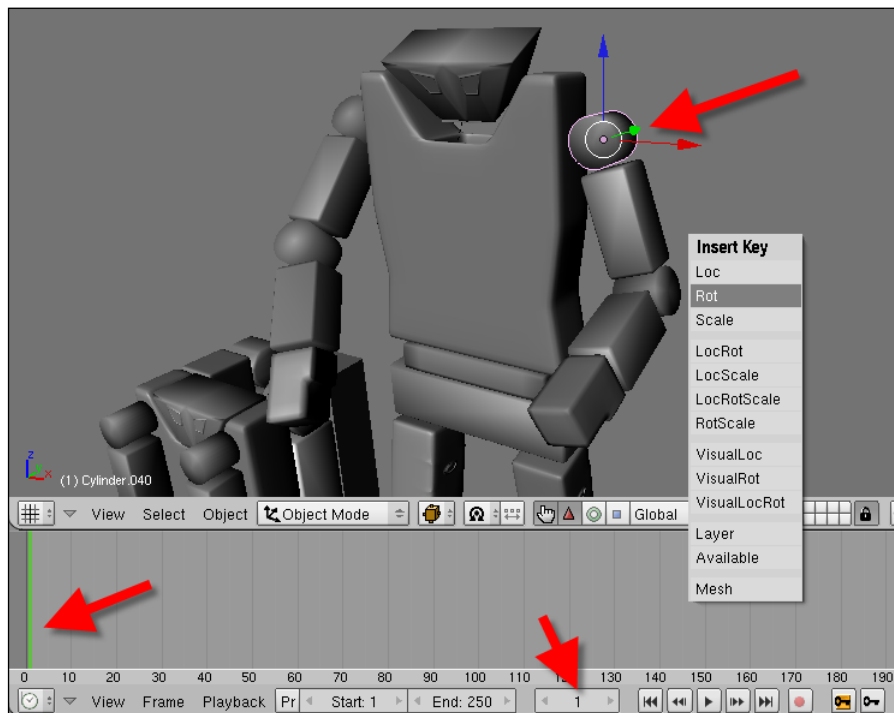 Insert Key
Loc
Rot
Scale
LocRot
LocScale
LocRotScale
RotScale
VisualLoc
VisualRot
VisualLocRot
Layer
Available
Mesh
z
x
(1) Cylinder.040
View Select Object Object Mode Global
0 10 20 30 40 50 60 70 80 90 100 110 130 140 150 160 170 180 190
View Frame Playback Pr Start: 1 End: 250 1